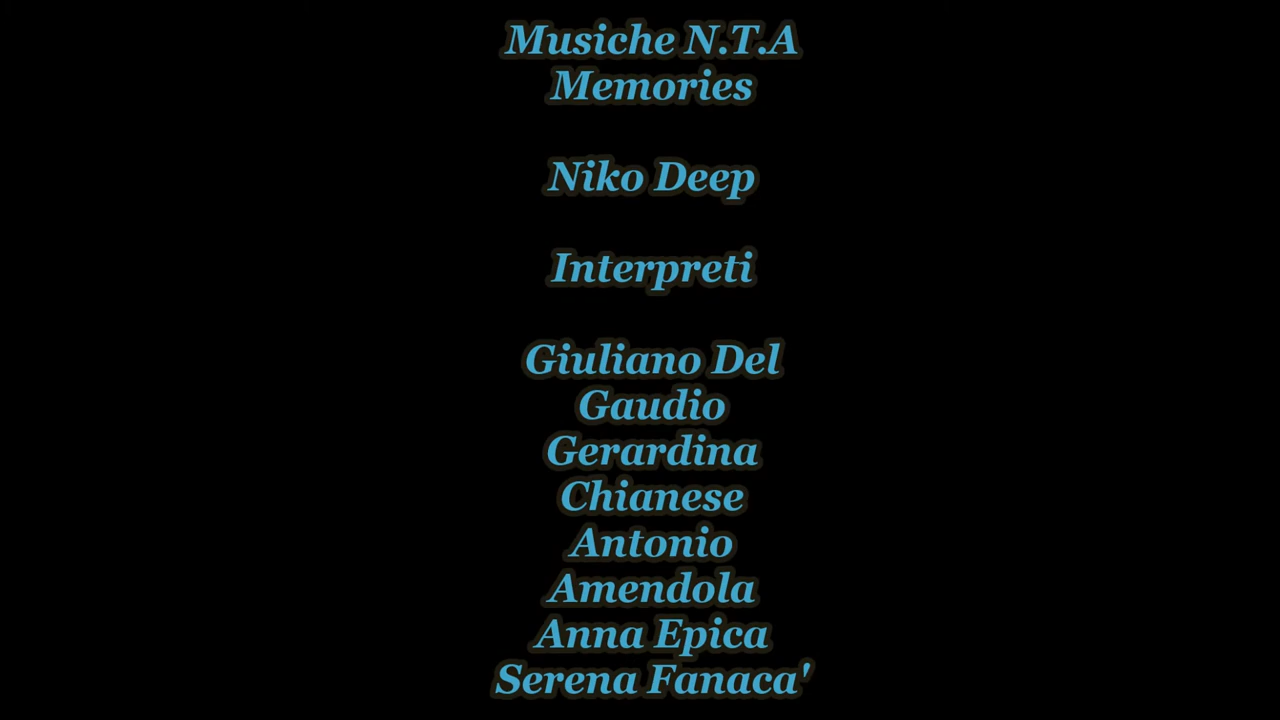 Musiche N.T.A
Memories
Niko Deep
Interpreti
Giuliano Del
Gaudio
Gerardina
Chianese
Antonio
Amendola
Anna Epica
Serena Fanaca'